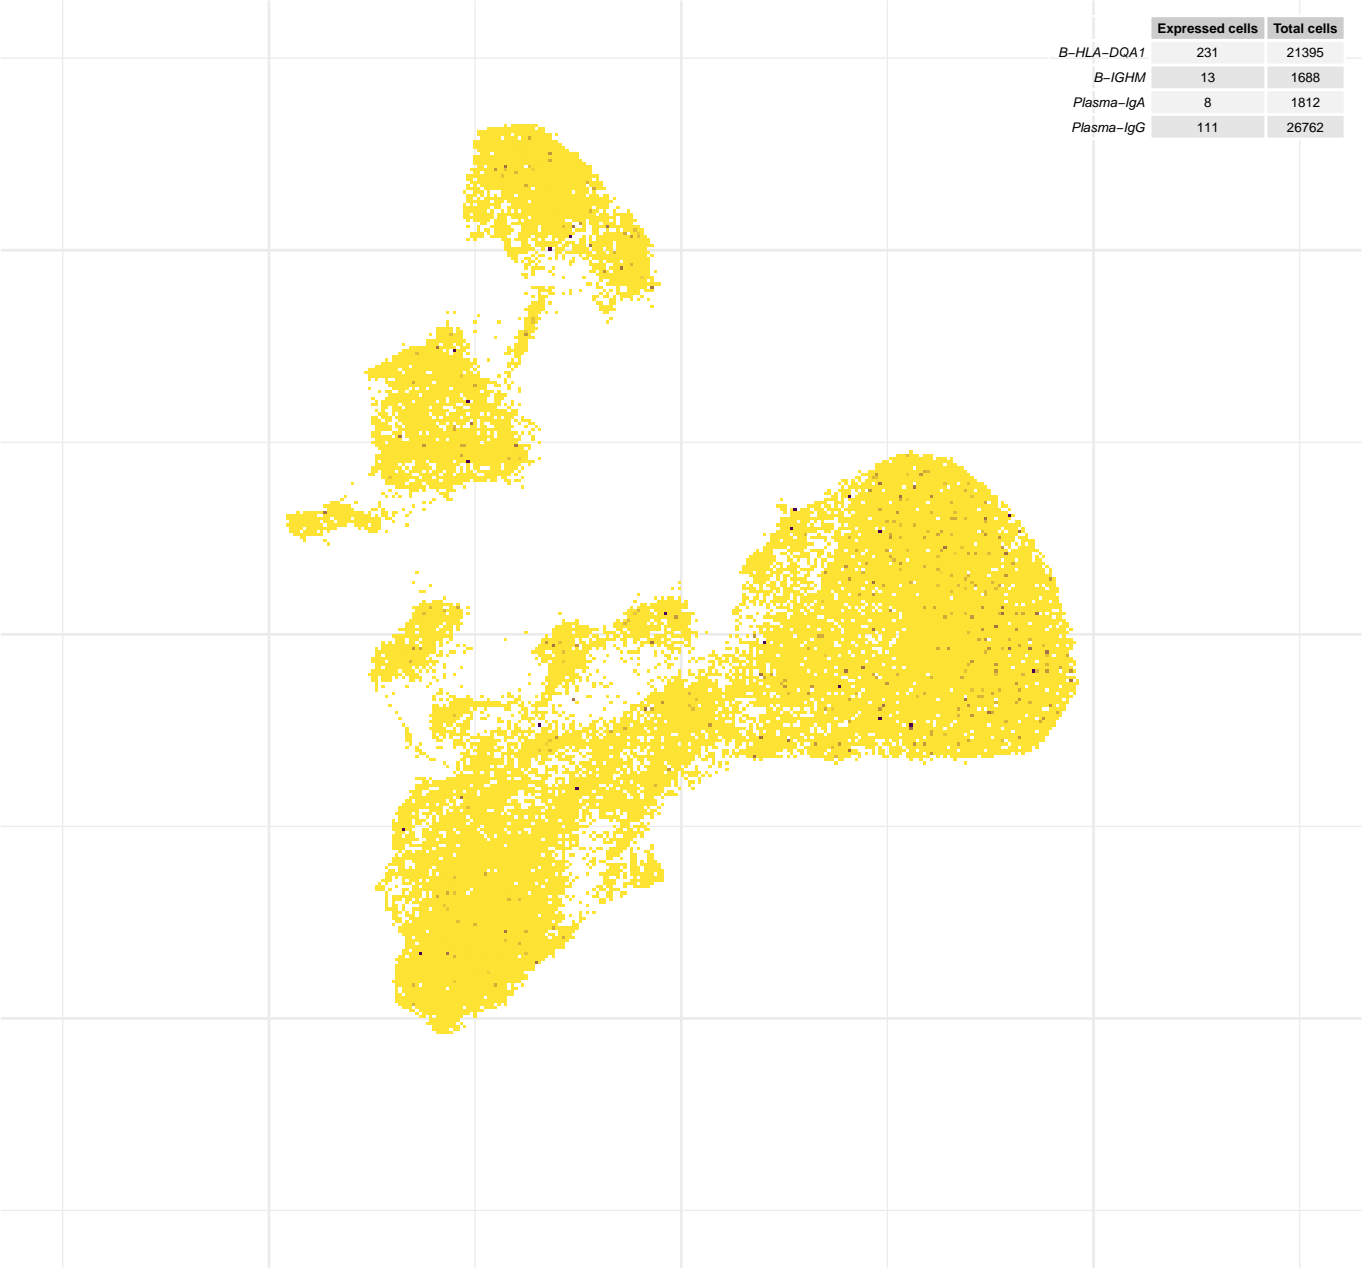 Expressed cells Total cells
B−HLA−DQA1 231 21395
B−IGHM 13 1688
Plasma−IgA 8 1812
Plasma−IgG 111 26762